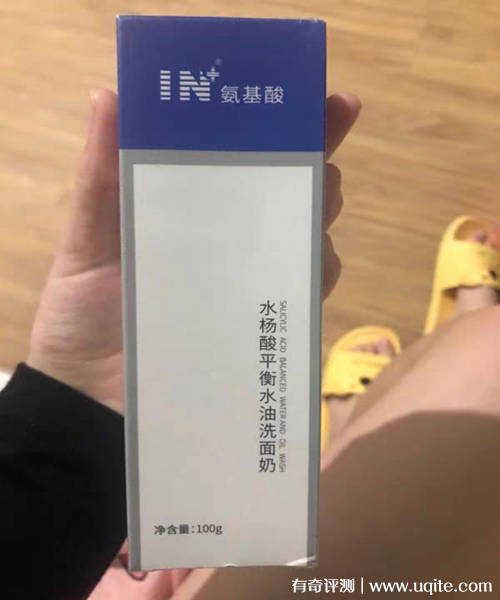 IN+® 氨基酸
水杨酸平衡水油洗面奶
SALICYLIC ACID BALANCED WATER AND OIL WASH
净含量:100g
有奇评测 | www.uqite.com